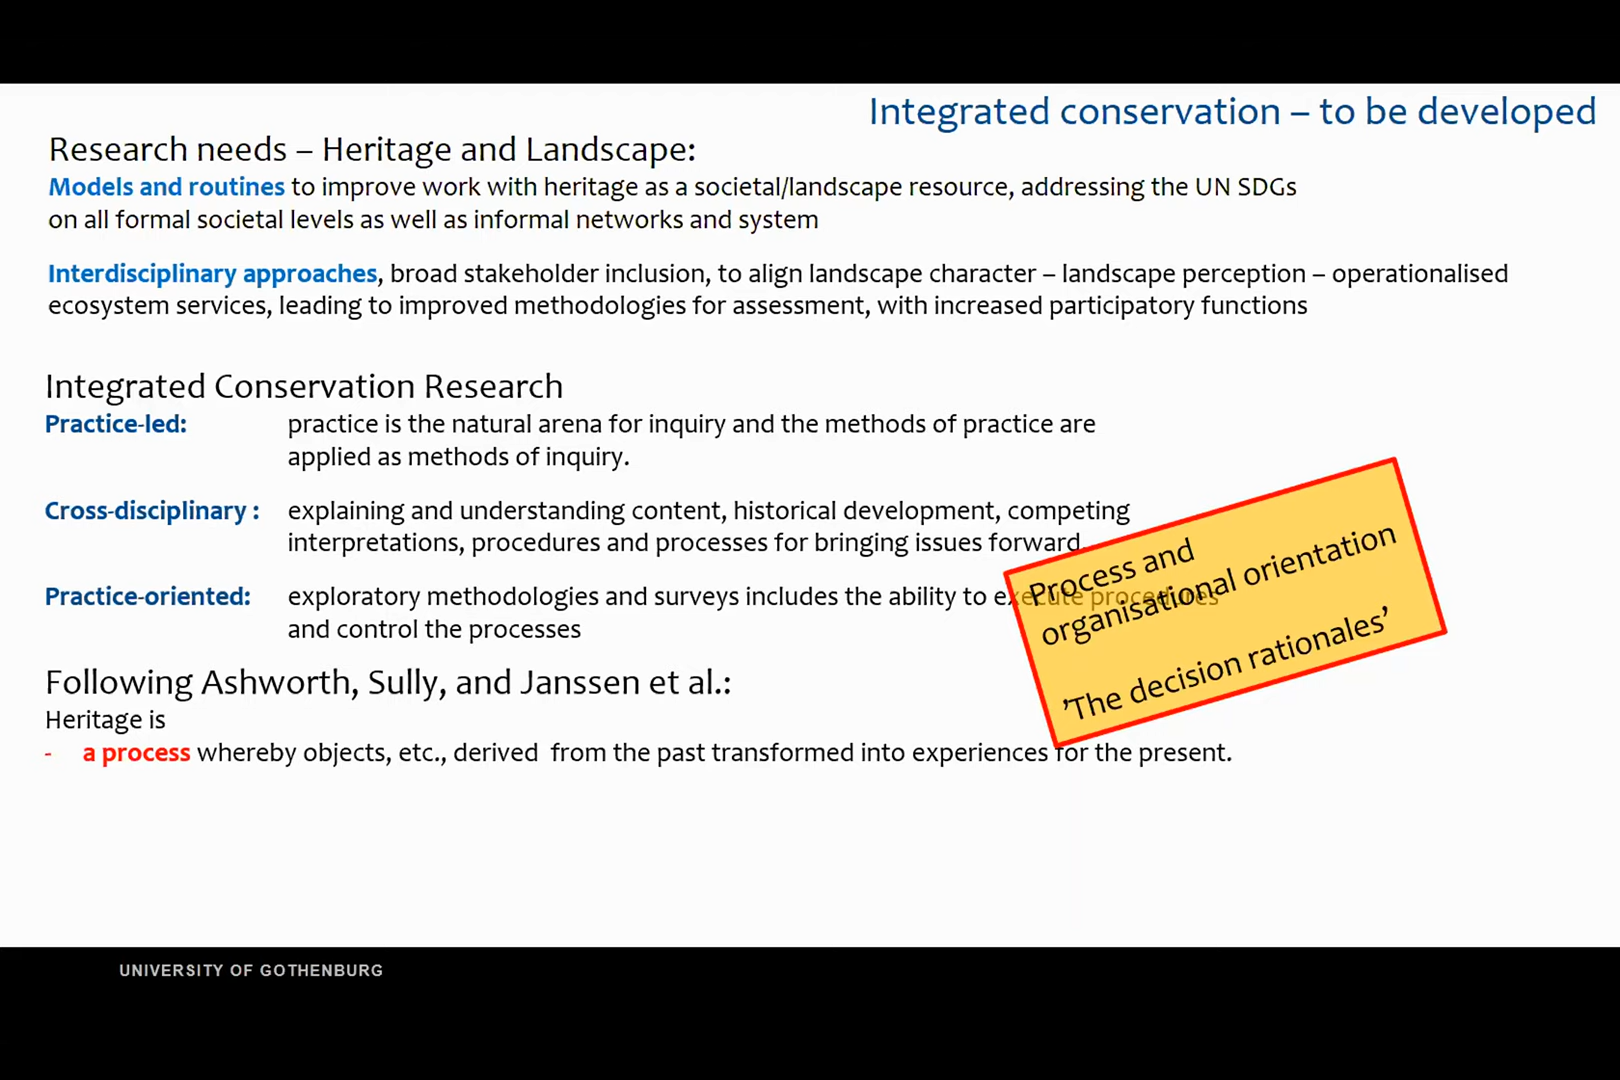 Integrated conservation – to be developed
Research needs – Heritage and Landscape:
Models and routines to improve work with heritage as a societal/landscape resource, addressing the UN SDGs
on all formal societal levels as well as informal networks and system
Interdisciplinary approaches, broad stakeholder inclusion, to align landscape character – landscape perception – operationalised
ecosystem services, leading to improved methodologies for assessment, with increased participatory functions
Integrated Conservation Research
Practice-led: practice is the natural arena for inquiry and the methods of practice are
applied as methods of inquiry.
Cross-disciplinary : explaining and understanding content, historical development, competing
interpretations, procedures and processes for bringing issues forward.
Practice-oriented: exploratory methodologies and surveys includes the ability to execute procedures
and control the processes
Process and
organisational orientation
’The decision rationales’
Following Ashworth, Sully, and Janssen et al.:
Heritage is
- a process whereby objects, etc., derived from the past transformed into experiences for the present.
UNIVERSITY OF GOTHENBURG